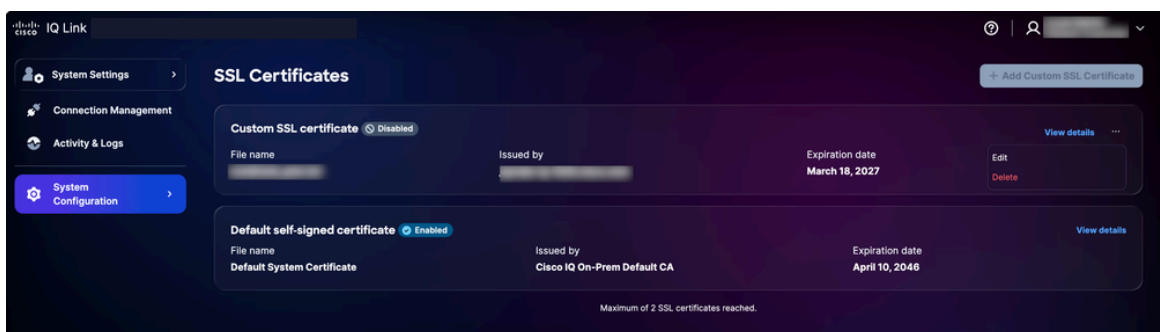 cisco IQ Link
System Settings
SSL Certificates
+ Add Custom SSL Certificate
Connection Management
Activity & Logs
System
Configuration
Custom SSL certificate Disabled
View details ...
File name
Issued by
Expiration date
March 18, 2027
Edit
Delete
Default self-signed certificate Enabled
View details
File name
Issued by
Expiration date
Default System Certificate
Cisco IQ On-Prem Default CA
April 10, 2046
Maximum of 2 SSL certificates reached.